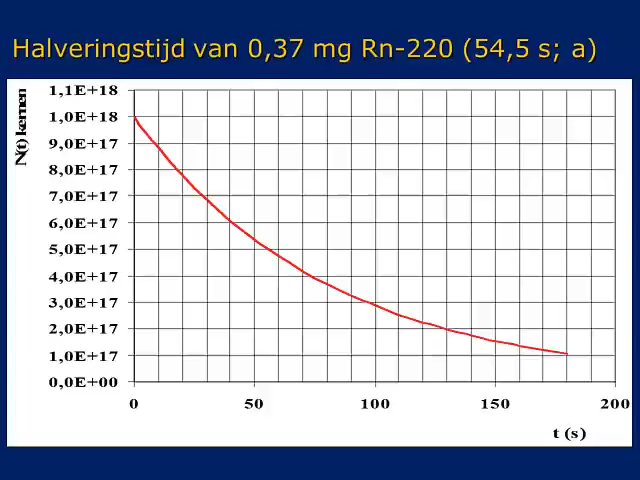 Halveringstijd van 0,37 mg Rn-220 (54,5 s; a)
N(t) kernen
1,1E+18
1,0E+18
9,0E+17
8,0E+17
7,0E+17
6,0E+17
5,0E+17
4,0E+17
3,0E+17
2,0E+17
1,0E+17
0,0E+00
0 50 100 150 200
t (s)